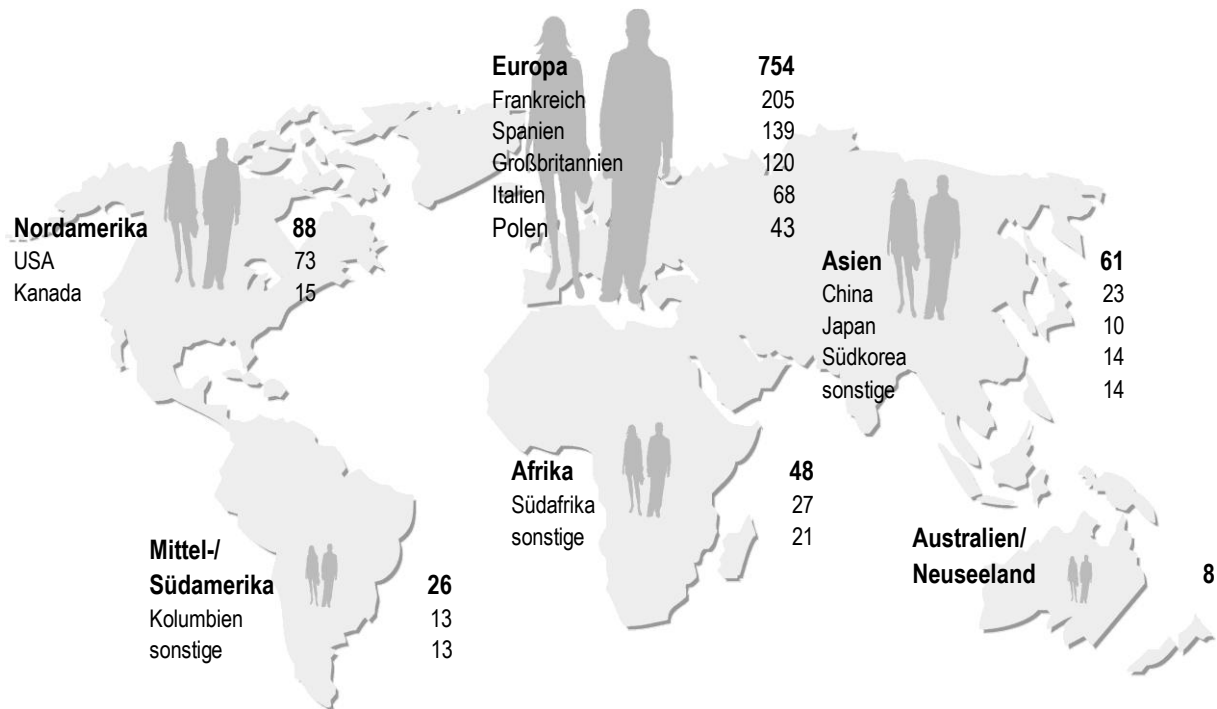 Europa 754
Frankreich 205
Spanien 139
Großbritannien 120
Italien 68
Polen 43
Nordamerika 88
USA 73
Kanada 15
Asien 61
China 23
Japan 10
Südkorea 14
sonstige 14
Afrika 48
Südafrika 27
sonstige 21
Mittel-/
Südamerika 26
Kolumbien 13
sonstige 13
Australien/
Neuseeland 8